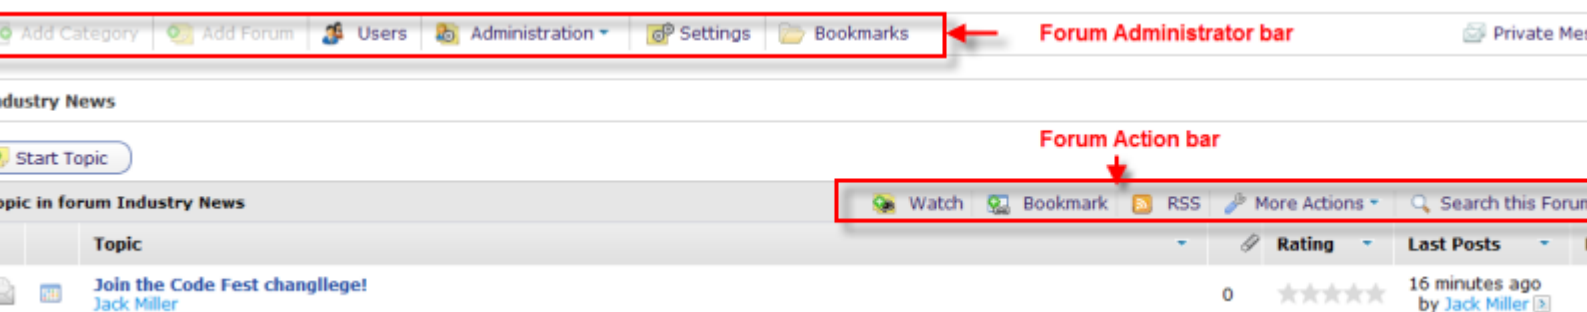 Add Category Add Forum Users Administration Settings Bookmarks Forum Administrator bar Private Mes
ndustry News
Forum Action bar
Start Topic
opic in forum Industry News Watch Bookmark RSS More Actions Search this Forum
Topic Rating Last Posts
Join the Code Fest changllege! 16 minutes ago
Jack Miller 0 by Jack Miller